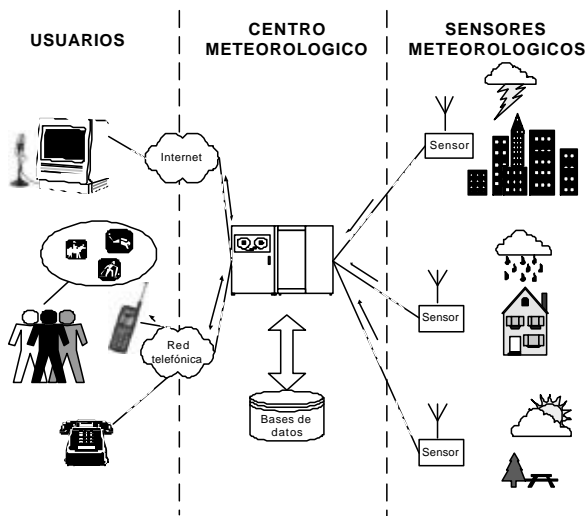 USUARIOS
CENTRO
METEOROLOGICO
SENSORES
METEOROLOGICOS
Internet
Sensor
Sensor
Red
telefónica
Bases de
datos
Sensor